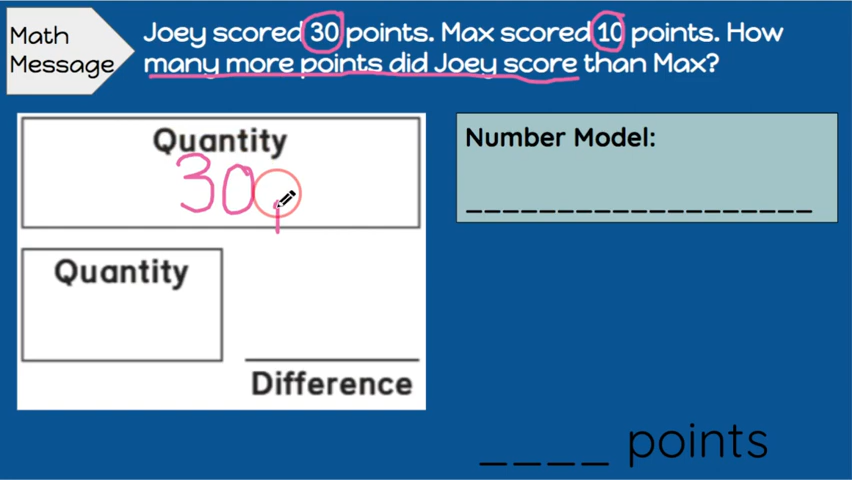 Math
Message
Joey scored 30 points. Max scored 10 points. How
many more points did Joey score than Max?
Quantity
30
Quantity
Difference
Number Model:
___________________
____ points